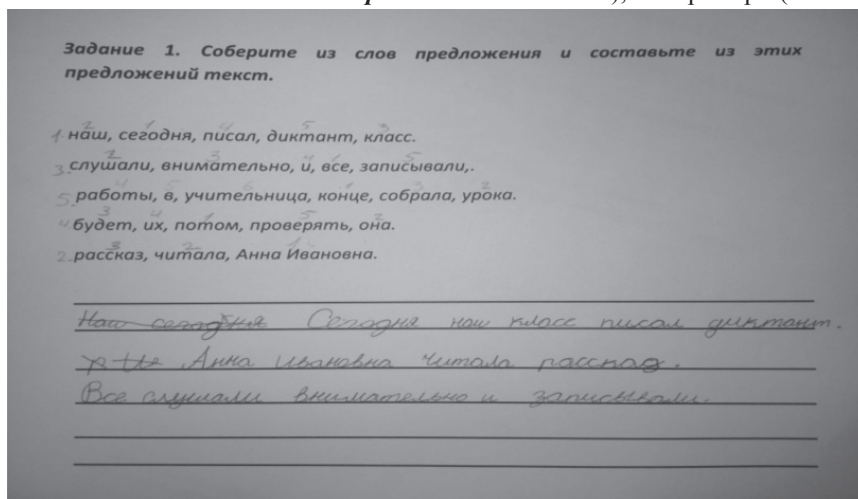 Задание 1. Соберите из слов предложения и составьте из этих
предложений текст.
1. наш, сегодня, писал, диктант, класс.
3. слушали, внимательно, и, все, записывали,.
5. работы, в, учительница, конце, собрала, урока.
4 будет, их, потом, проверять, она.
2. рассказ, читала, Анна Ивановна.
Наш сегодня Сегодня наш класс писал диктант.
Анна Ивановна читала рассказ.
Все слушали внимательно и записывали.